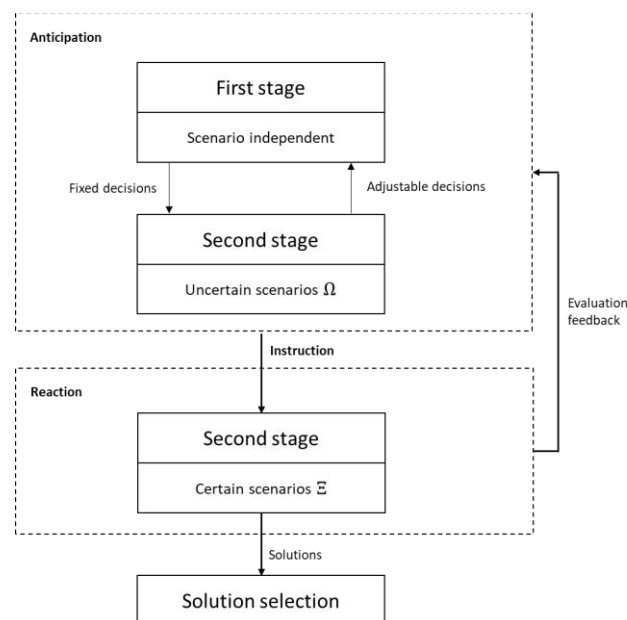 Anticipation
First stage
Scenario independent
Fixed decisions
Adjustable decisions
Second stage
Uncertain scenarios Ω
Evaluation
feedback
Instruction
Reaction
Second stage
Certain scenarios Ξ
Solutions
Solution selection